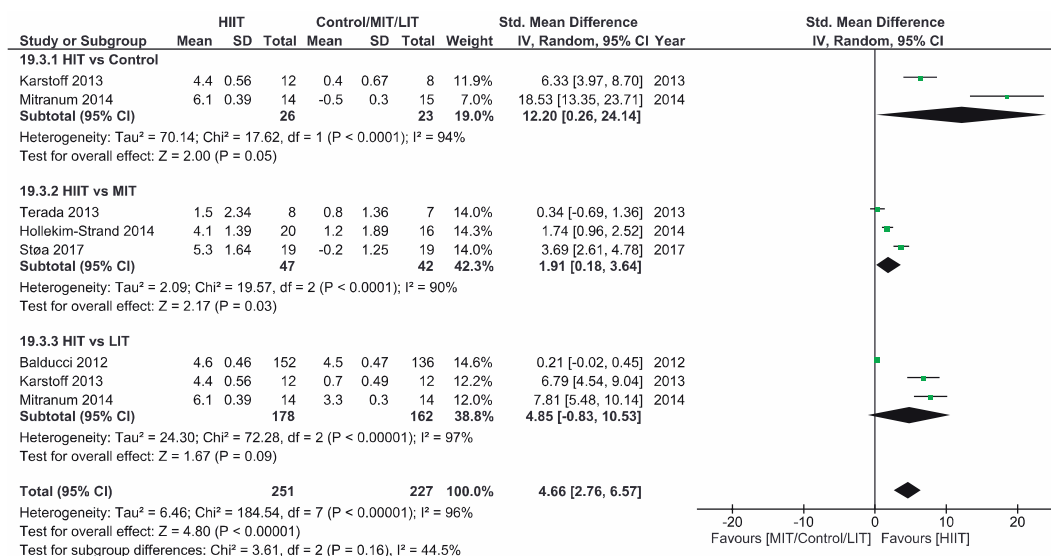 HIIT Control/MIT/LIT Std. Mean Difference Std. Mean Difference
Study or Subgroup Mean SD Total Mean SD Total Weight IV, Random, 95% CI Year IV, Random, 95% CI
19.3.1 HIT vs Control
Karstoff 2013 4.4 0.56 12 0.4 0.67 8 11.9% 6.33 [3.97, 8.70] 2013
Mitranum 2014 6.1 0.39 14 -0.5 0.3 15 7.0% 18.53 [13.35, 23.71] 2014
Subtotal (95% CI) 26 23 19.0% 12.20 [0.26, 24.14]
Heterogeneity: Tau² = 70.14; Chi² = 17.62, df = 1 (P < 0.0001); I² = 94%
Test for overall effect: Z = 2.00 (P = 0.05)
19.3.2 HIIT vs MIT
Terada 2013 1.5 2.34 8 0.8 1.36 7 14.0% 0.34 [-0.69, 1.36] 2013
Hollekim-Strand 2014 4.1 1.39 20 1.2 1.89 16 14.3% 1.74 [0.96, 2.52] 2014
Støa 2017 5.3 1.64 19 -0.2 1.25 19 14.0% 3.69 [2.61, 4.78] 2017
Subtotal (95% CI) 47 42 42.3% 1.91 [0.18, 3.64]
Heterogeneity: Tau² = 2.09; Chi² = 19.57, df = 2 (P < 0.0001); I² = 90%
Test for overall effect: Z = 2.17 (P = 0.03)
19.3.3 HIT vs LIT
Balducci 2012 4.6 0.46 152 4.5 0.47 136 14.6% 0.21 [-0.02, 0.45] 2012
Karstoff 2013 4.4 0.56 12 0.7 0.49 12 12.2% 6.79 [4.54, 9.04] 2013
Mitranum 2014 6.1 0.39 14 3.3 0.3 14 12.0% 7.81 [5.48, 10.14] 2014
Subtotal (95% CI) 178 162 38.8% 4.85 [-0.83, 10.53]
Heterogeneity: Tau² = 24.30; Chi² = 72.28, df = 2 (P < 0.00001); I² = 97%
Test for overall effect: Z = 1.67 (P = 0.09)
Total (95% CI) 251 227 100.0% 4.66 [2.76, 6.57]
Heterogeneity: Tau² = 6.46; Chi² = 184.54, df = 7 (P < 0.00001); I² = 96%
Test for overall effect: Z = 4.80 (P < 0.00001)
Test for subgroup differences: Chi² = 3.61, df = 2 (P = 0.16), I² = 44.5%
-20 -10 0 10 20
Favours [MIT/Control/LIT] Favours [HIIT]